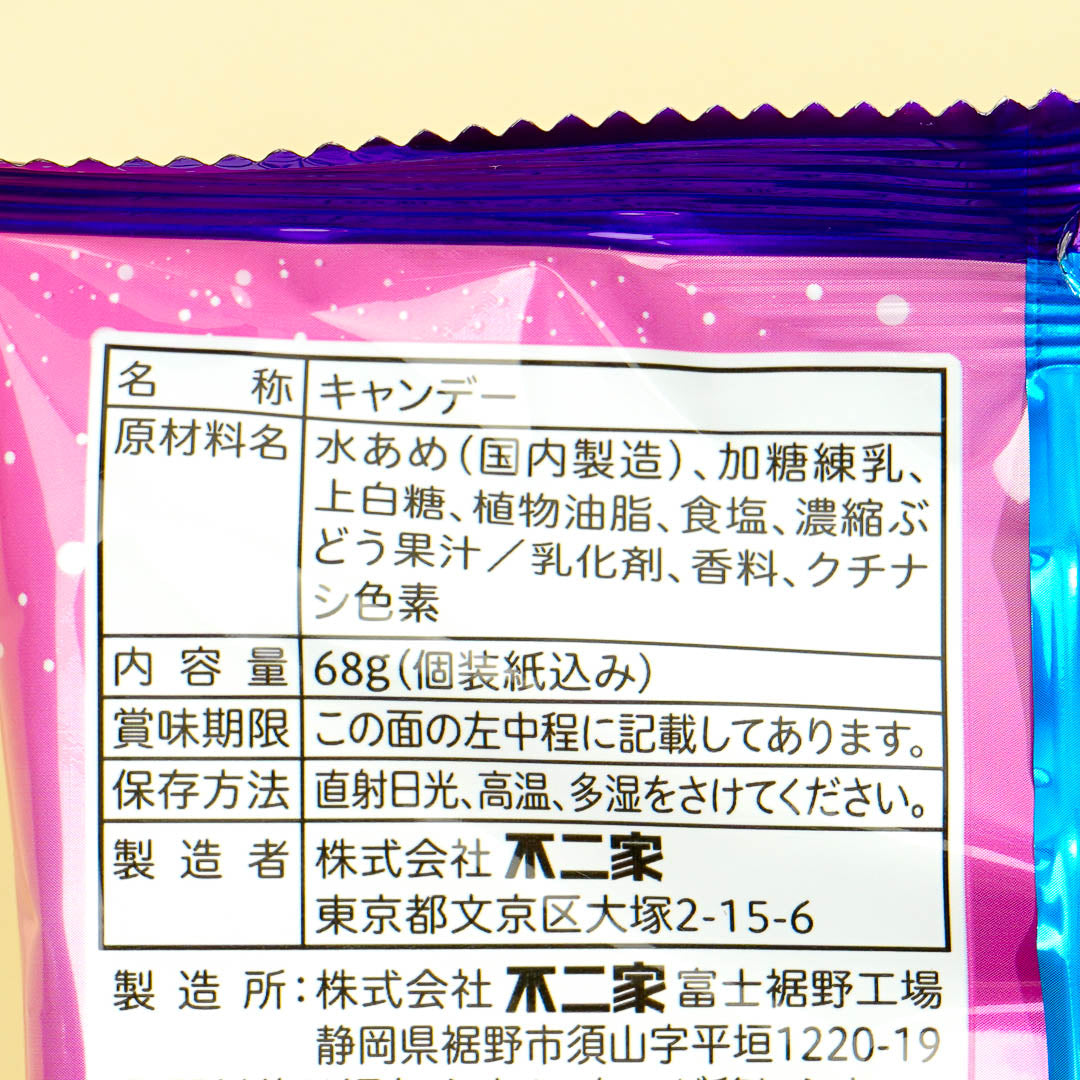 名称 キャンデー
原材料名 水あめ(国内製造)、加糖練乳、
上白糖、植物油脂、食塩、濃縮ぶ
どう果汁/乳化剤、香料、クチナ
シ色素
内容量 68g(個装紙込み)
賞味期限 この面の左中程に記載してあります。
保存方法 直射日光、高温、多湿をさけてください。
製造者 株式会社 不二家
東京都文京区大塚2-15-6
製造所:株式会社 不二家 富士裾野工場
静岡県裾野市須山字平垣1220-19